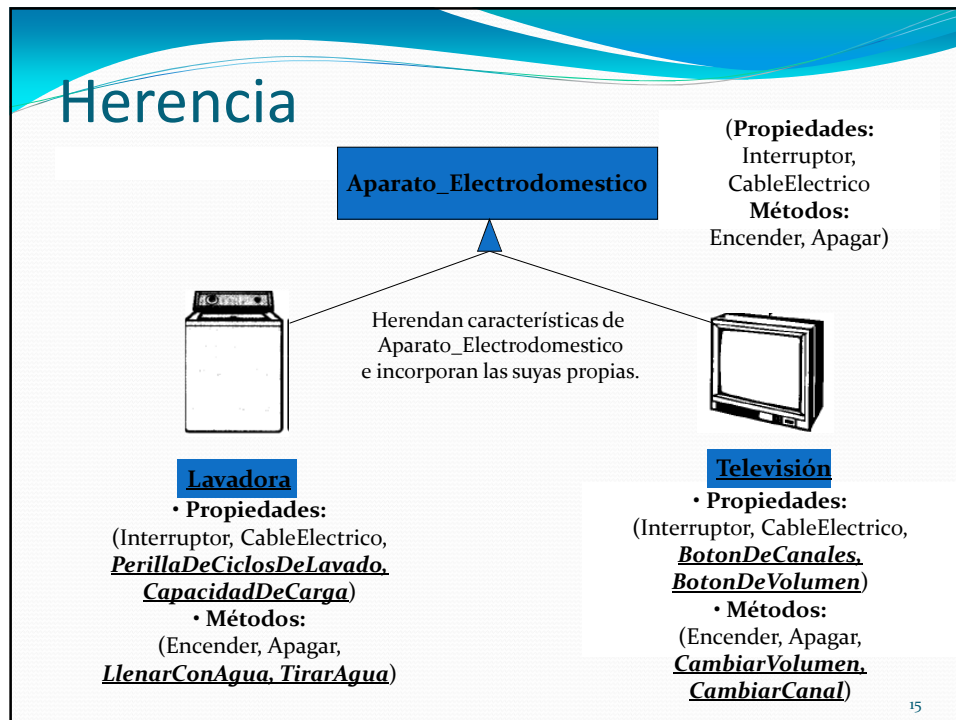 Herencia
(Propiedades:
Interruptor,
CableElectrico
Métodos:
Encender, Apagar)
Aparato_Electrodomestico
Herendan características de
Aparato_Electrodomestico
e incorporan las suyas propias.
Lavadora
• Propiedades:
(Interruptor, CableElectrico,
PerillaDeCiclosDeLavado,
CapacidadDeCarga)
• Métodos:
(Encender, Apagar,
LlenarConAgua, TirarAgua)
Televisión
• Propiedades:
(Interruptor, CableElectrico,
BotonDeCanales,
BotonDeVolumen)
• Métodos:
(Encender, Apagar,
CambiarVolumen,
CambiarCanal)
15